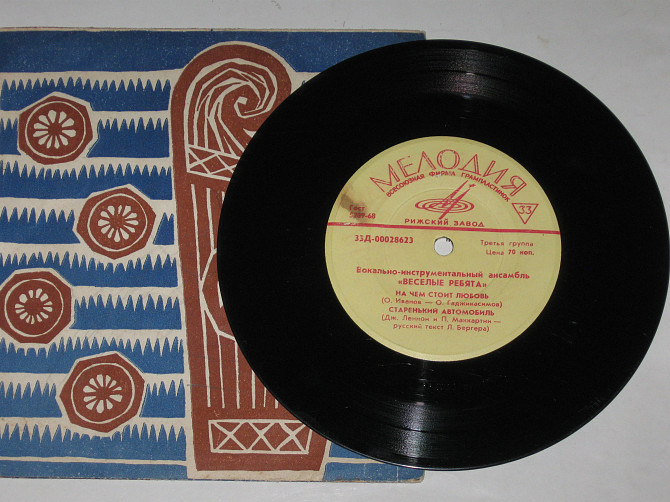 МЕЛОДИЯ
ВСЕСОЮЗНАЯ ФИРМА ГРАМПЛАСТИНОК
33
Гост
5289-68
РИЖСКИЙ ЗАВОД
33Д-00028623
Третья группа
Цена 70 коп.
Вокально-инструментальный ансамбль
«ВЕСЕЛЫЕ РЕБЯТА»
НА ЧЕМ СТОИТ ЛЮБОВЬ
(О. Иванов — О. Гаджикасимов)
СТАРЕНЬКИЙ АВТОМОБИЛЬ
(Дж. Леннон и П. Маккартни —
русский текст Л. Бергера)